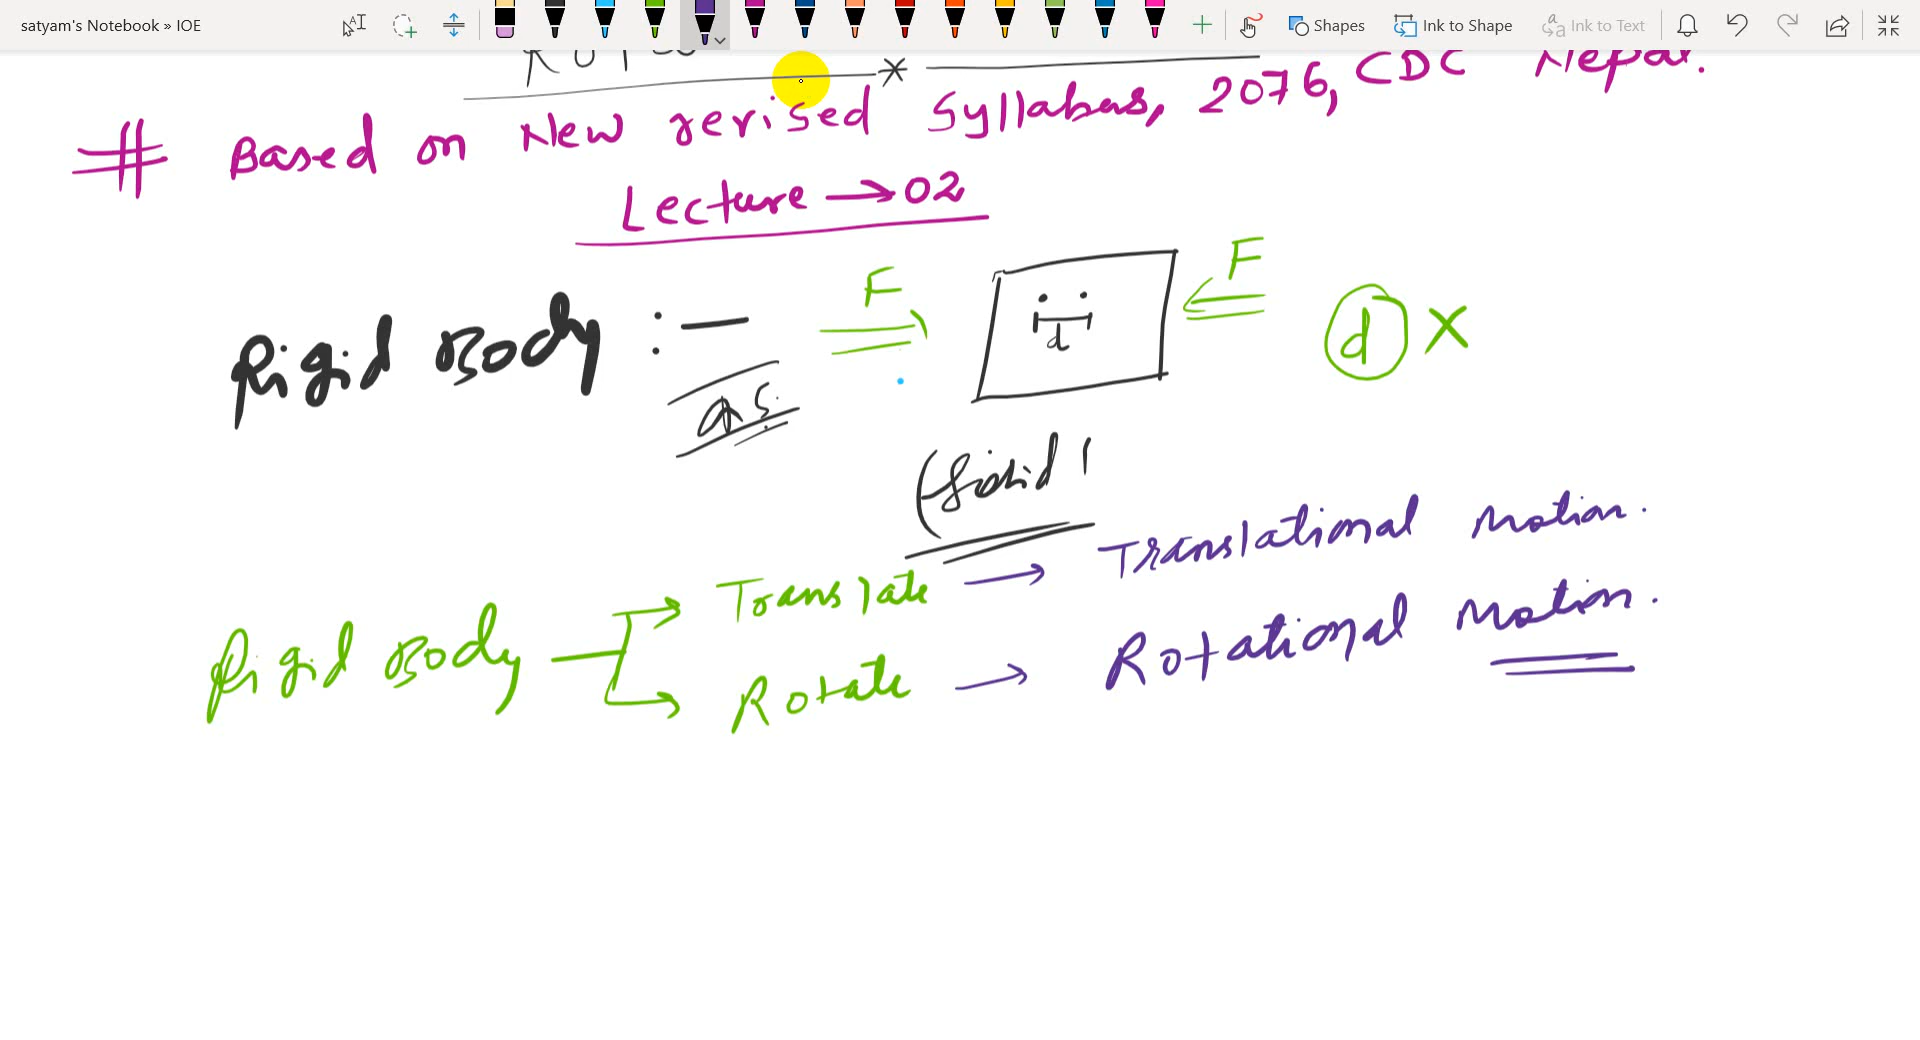 satyam's Notebook » IOE
Shapes
Ink to Shape
Ink to Text
# Based on New revised Syllabus, 2076, CDC Nepal.
Lecture → 02
Rigid Body :- F F d
d ×
as.
Rigid Body Translate → Translational Motion.
Rotate → Rotational Motion.